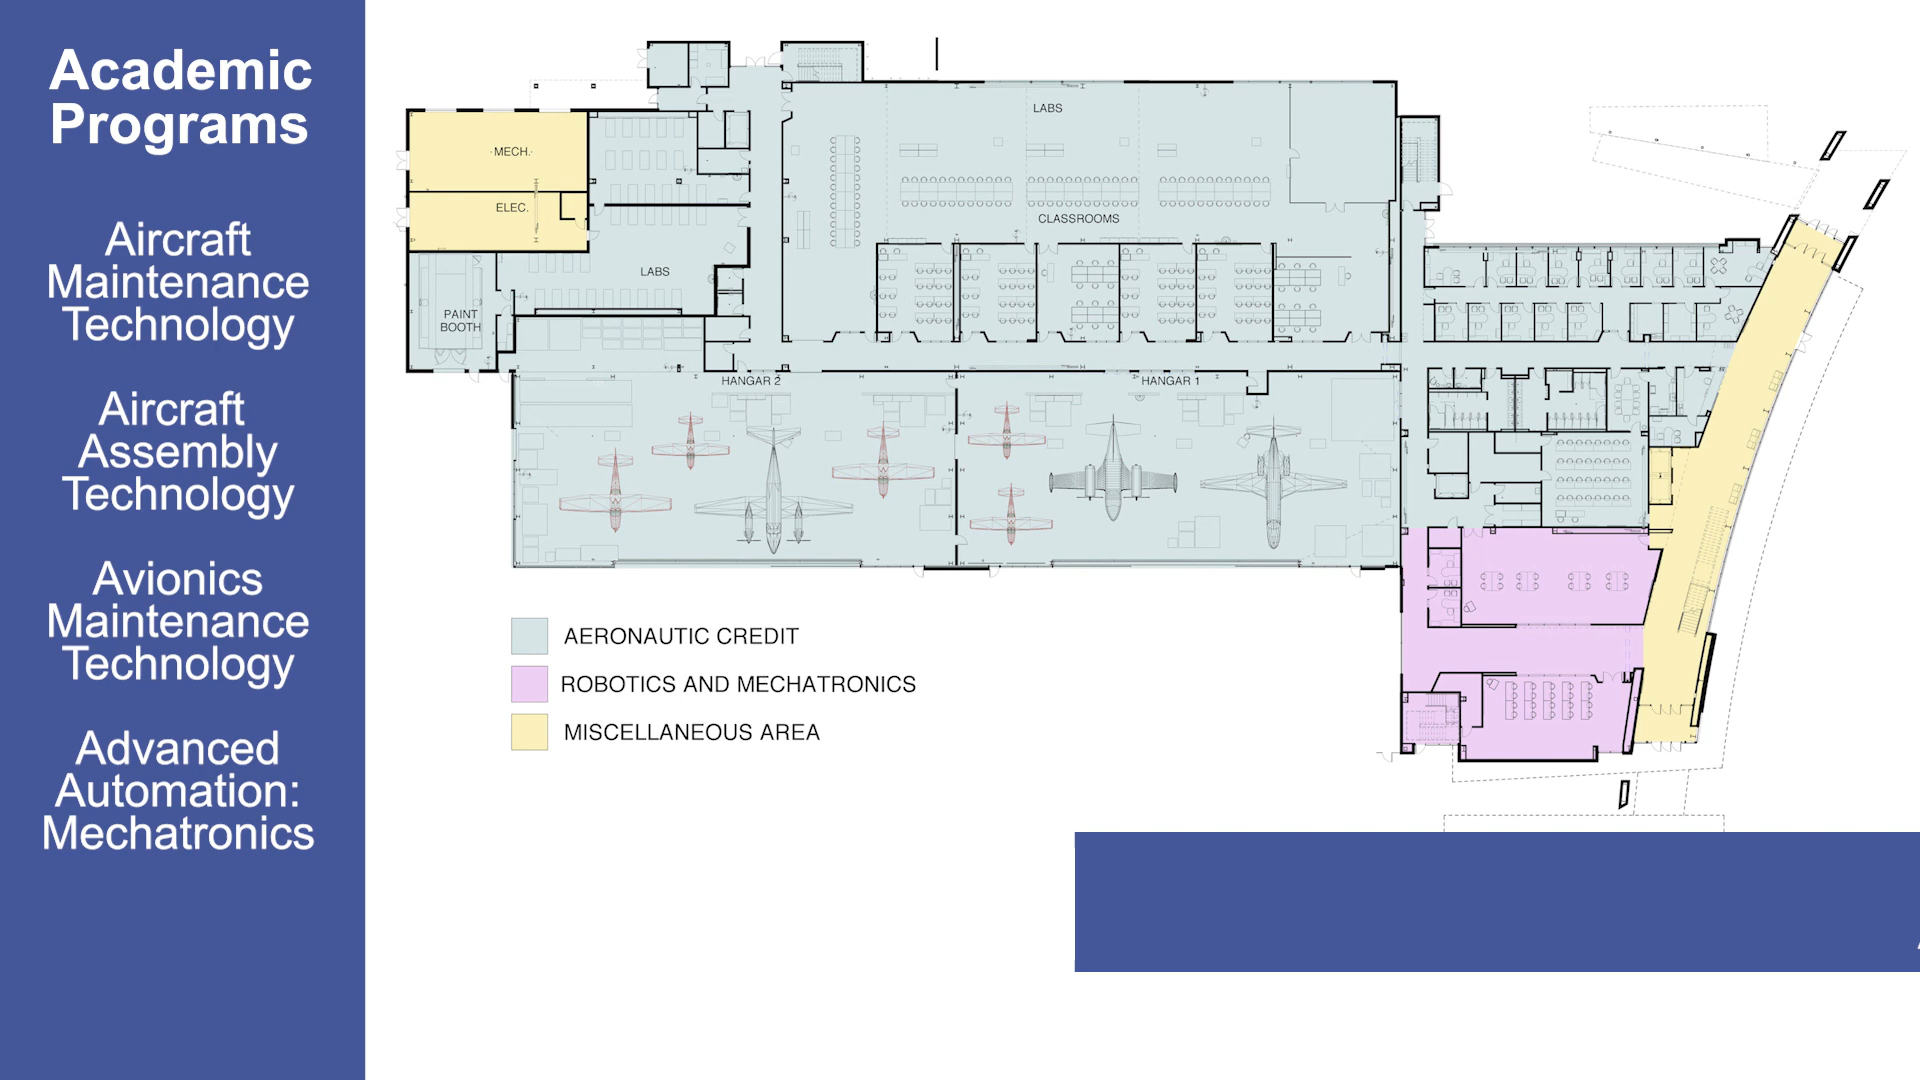 Academic
Programs
Aircraft
Maintenance
Technology
Aircraft
Assembly
Technology
Avionics
Maintenance
Technology
Advanced
Automation:
Mechatronics
LABS
MECH.
ELEC.
CLASSROOMS
LABS
PAINT
BOOTH
HANGAR 2
HANGAR 1
AERONAUTIC CREDIT
ROBOTICS AND MECHATRONICS
MISCELLANEOUS AREA